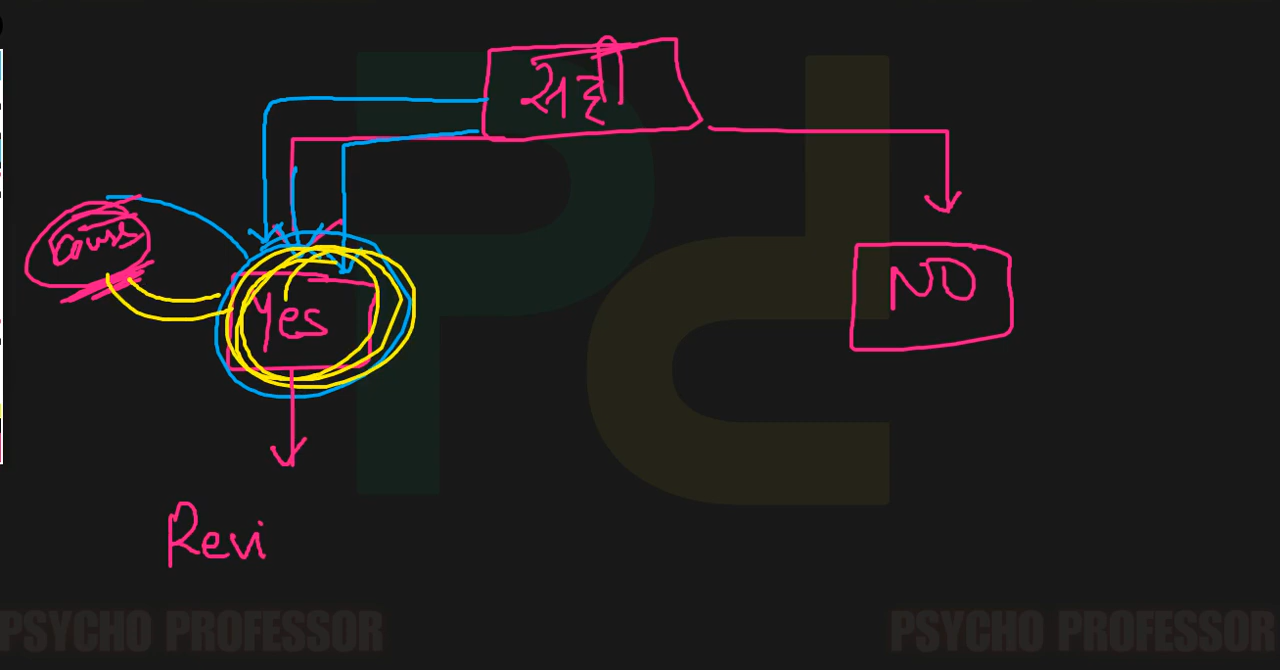 सही
Cause
Yes
NO
Revi
PSYCHO PROFESSOR
PSYCHO PROFESSOR